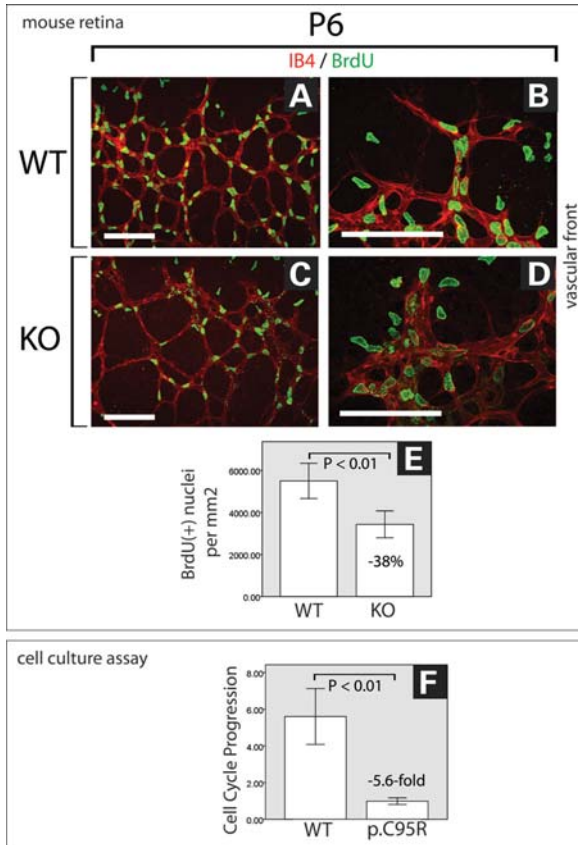 mouse retina
P6
IB4 / BrdU
WT
A
B
KO
C
D
vascular front
E
P < 0.01
BrdU(+) nuclei
per mm2
6000.00
4000.00
2000.00
0.00
-38%
WT
KO
cell culture assay
F
P < 0.01
Cell Cycle Progression
8.00
6.00
4.00
2.00
0.00
-5.6-fold
WT
p.C95R